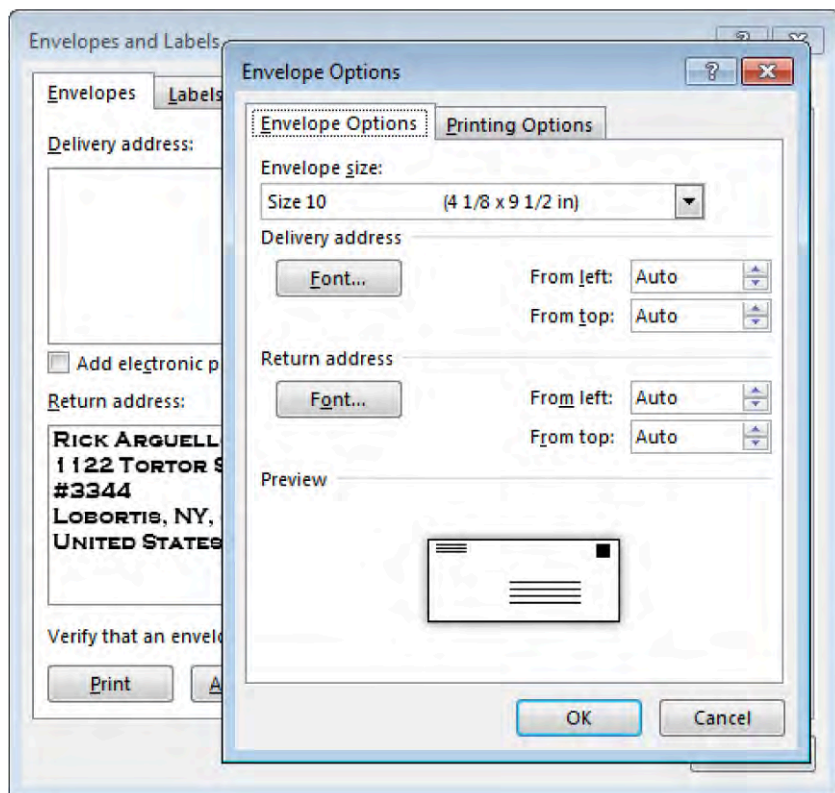 Envelopes and Labels
Envelope Options
Envelopes Labels
Envelope Options Printing Options
Delivery address:
Envelope size:
Size 10 (4 1/8 x 9 1/2 in)
Delivery address
Font... From left: Auto
From top: Auto
Add electronic
Return address
Return address:
Font... From left: Auto
From top: Auto
RICK
1122 TORTOR
#3344
LOBORTIS, NY,
UNITED STATES
Preview
Verify that an
Print
OK Cancel